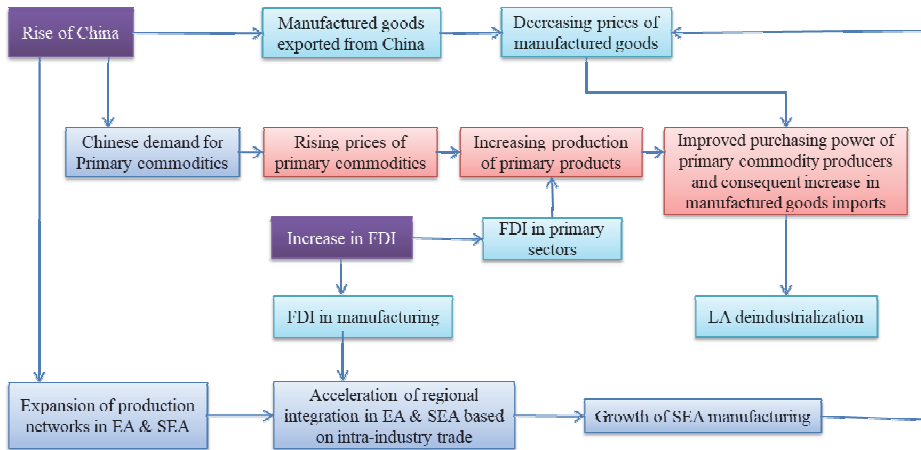 Rise of China
Manufactured goods
exported from China
Decreasing prices of
manufactured goods
Chinese demand for
Primary commodities
Rising prices of
primary commodities
Increasing production
of primary products
Improved purchasing power of
primary commodity producers
and consequent increase in
manufactured goods imports
Increase in FDI
FDI in primary
sectors
FDI in manufacturing
LA deindustrialization
Expansion of production
networks in EA & SEA
Acceleration of regional
integration in EA & SEA based
on intra-industry trade
Growth of SEA manufacturing